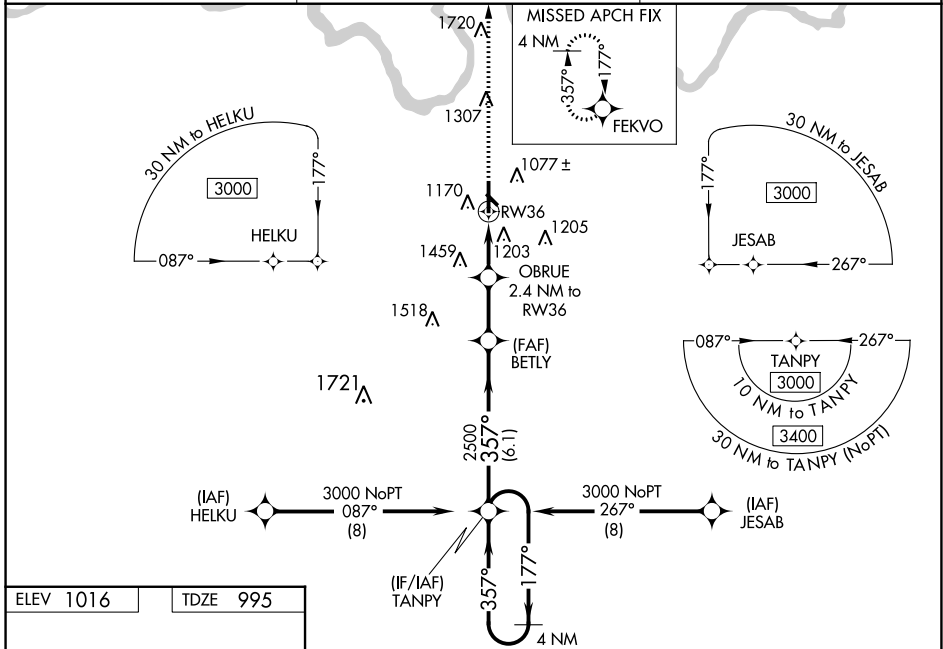 MISSED APCH FIX
4 NM
357°
177°
FEKVO
1720
1307
1077 ±
1170
RW36
1205
1203
1459
OBRUE
2.4 NM to
RW36
1518
(FAF)
BETLY
1721
30 NM to HELKU
3000
177°
HELKU
087°
30 NM to JESAB
3000
177°
JESAB
267°
087°
267°
TANPY
3000
10 NM to TANPY
3400
30 NM to TANPY (NoPT)
2500
357°
(6.1)
(IAF)
HELKU
3000 NoPT
087°
(8)
3000 NoPT
267°
(8)
(IAF)
JESAB
(IF/IAF)
TANPY
357°
177°
4 NM
ELEV 1016
TDZE 995